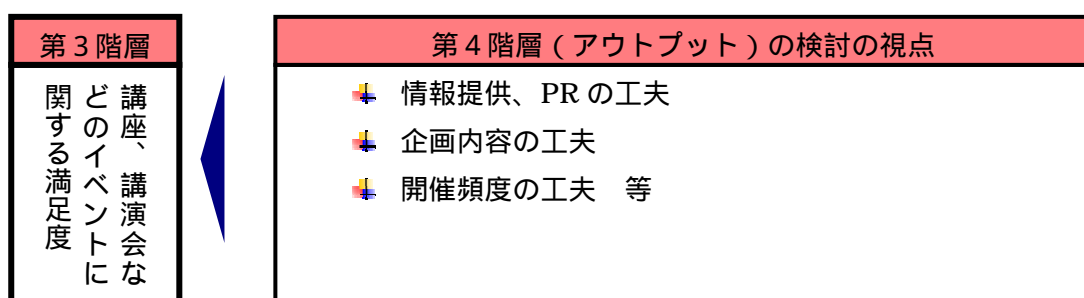 第３階層
講座、講演会な
どのイベントに
関する満足度
第４階層（アウトプット）の検討の視点
情報提供、PR の工夫
企画内容の工夫
開催頻度の工夫　等